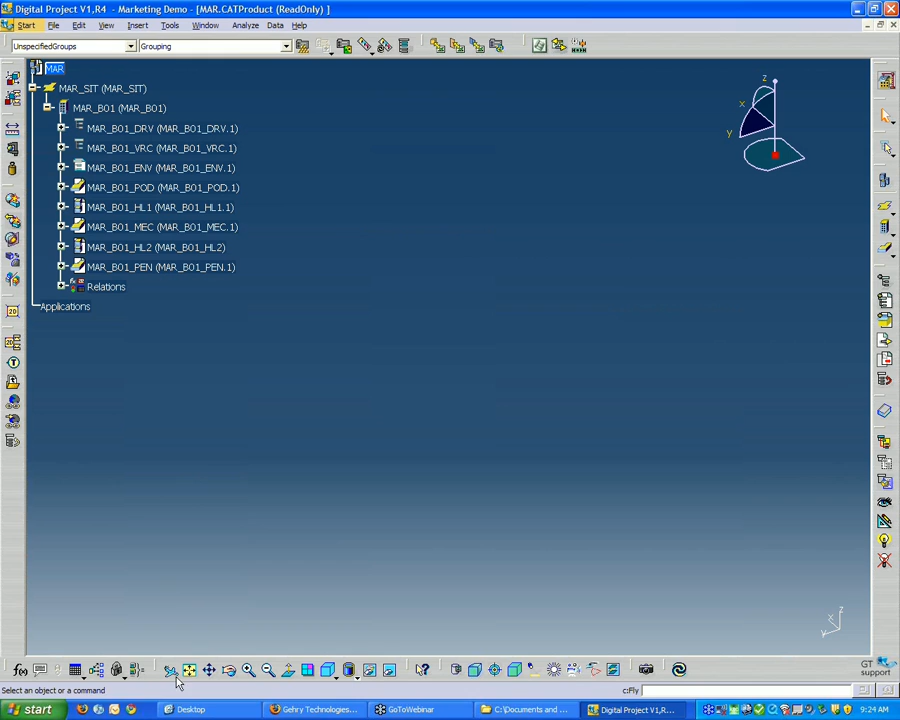 Digital Project V1,R4 - Marketing Demo - [MAR.CATProduct (ReadOnly) ]
Start File Edit View Insert Tools Window Analyze Data Help
UnspecifiedGroups Grouping
MAR
MAR_SIT (MAR_SIT)
MAR_B01 (MAR_B01)
MAR_B01_DRV (MAR_B01_DRV.1)
MAR_B01_VRC (MAR_B01_VRC.1)
MAR_B01_ENV (MAR_B01_ENV.1)
MAR_B01_POD (MAR_B01_POD.1)
MAR_B01_HL1 (MAR_B01_HL1.1)
MAR_B01_MEC (MAR_B01_MEC.1)
MAR_B01_HL2 (MAR_B01_HL2)
MAR_B01_PEN (MAR_B01_PEN.1)
Relations
Applications
z
x
y
z
x
y
f(x)
GT
support
Select an object or a command c:Fly
start Desktop Gehry Technologies... GoToWebinar C:\Documents and ... Digital Project V1,R... 9:24 AM